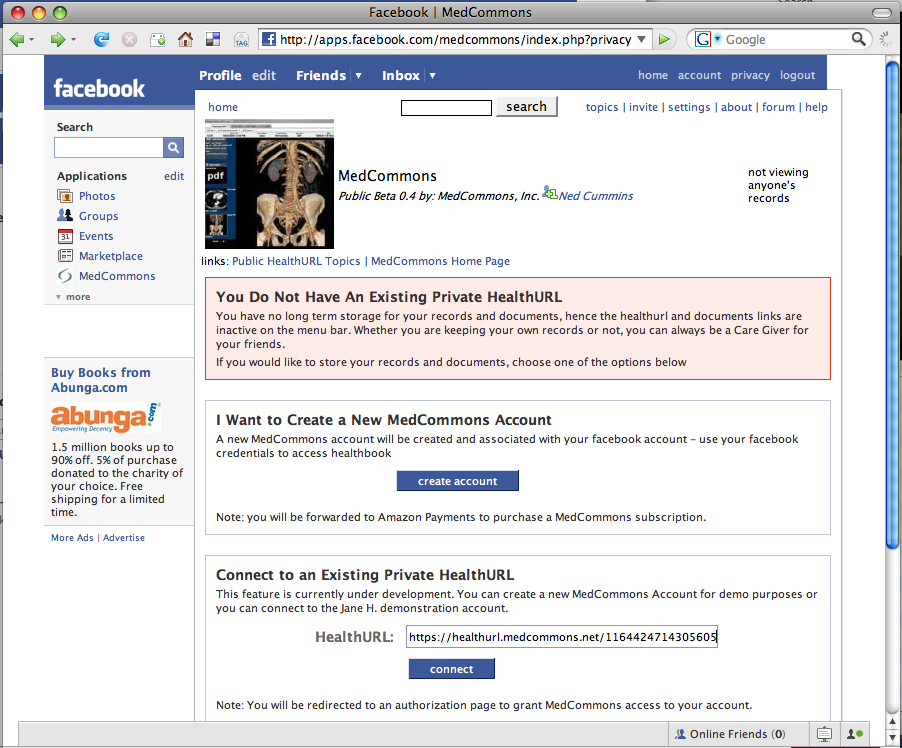 Facebook | MedCommons
TAG
http://apps.facebook.com/medcommons/index.php?privacy
G
Google
facebook
Profile edit Friends Inbox
home account privacy logout
Search
Applications edit
Photos
Groups
31 Events
Marketplace
MedCommons
more
Buy Books from
Abunga.com
abunga.com
Empowering Decency
1.5 million books up to
90% off. 5% of purchase
donated to the charity of
your choice. Free
shipping for a limited
time.
More Ads | Advertise
home
search
topics | invite | settings | about | forum | help
pdf
MedCommons
Public Beta 0.4 by: MedCommons, Inc. Ned Cummins
not viewing
anyone's
records
links: Public HealthURL Topics | MedCommons Home Page
You Do Not Have An Existing Private HealthURL
You have no long term storage for your records and documents, hence the healthurl and documents links are
inactive on the menu bar. Whether you are keeping your own records or not, you can always be a Care Giver for
your friends.
If you would like to store your records and documents, choose one of the options below
I Want to Create a New MedCommons Account
A new MedCommons account will be created and associated with your facebook account - use your facebook
credentials to access healthbook
create account
Note: you will be forwarded to Amazon Payments to purchase a MedCommons subscription.
Connect to an Existing Private HealthURL
This feature is currently under development. You can create a new MedCommons Account for demo purposes or
you can connect to the Jane H. demonstration account.
HealthURL: https://healthurl.medcommons.net/1164424714305605
connect
Note: You will be redirected to an authorization page to grant MedCommons access to your account.
Online Friends (0)